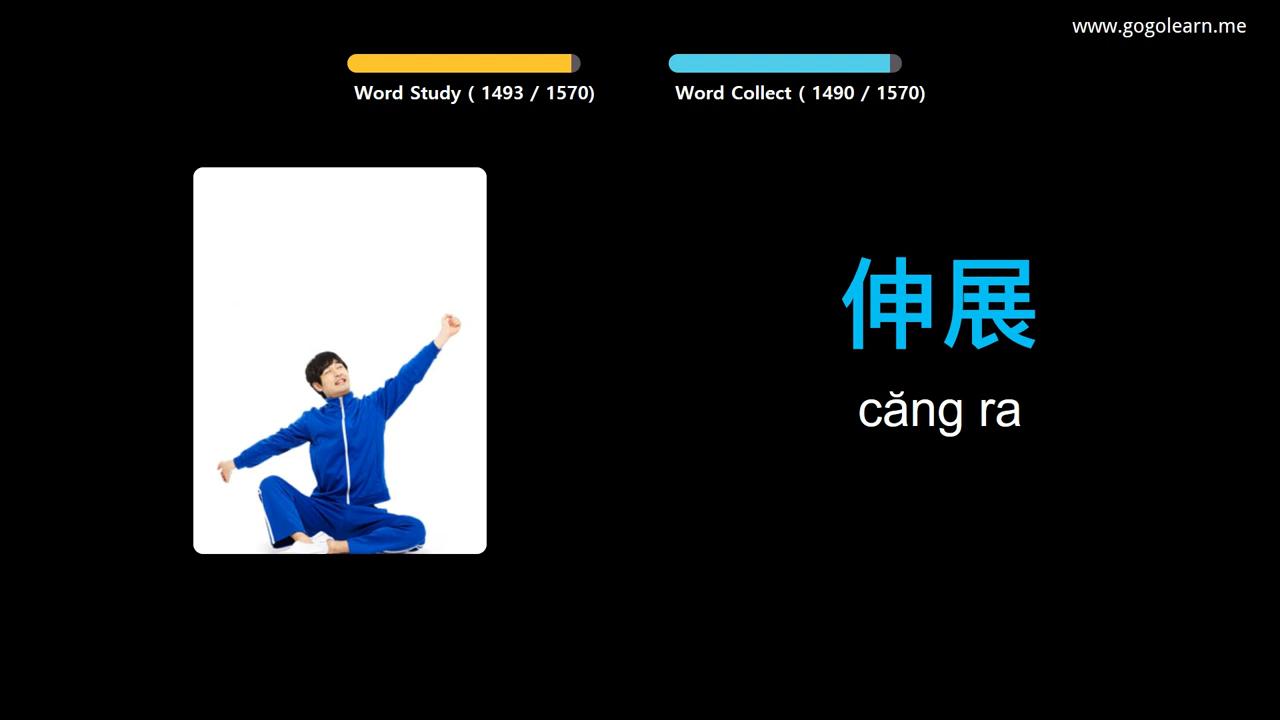 www.gogolearn.me
Word Study ( 1493 / 1570)
Word Collect ( 1490 / 1570)
伸展
căng ra